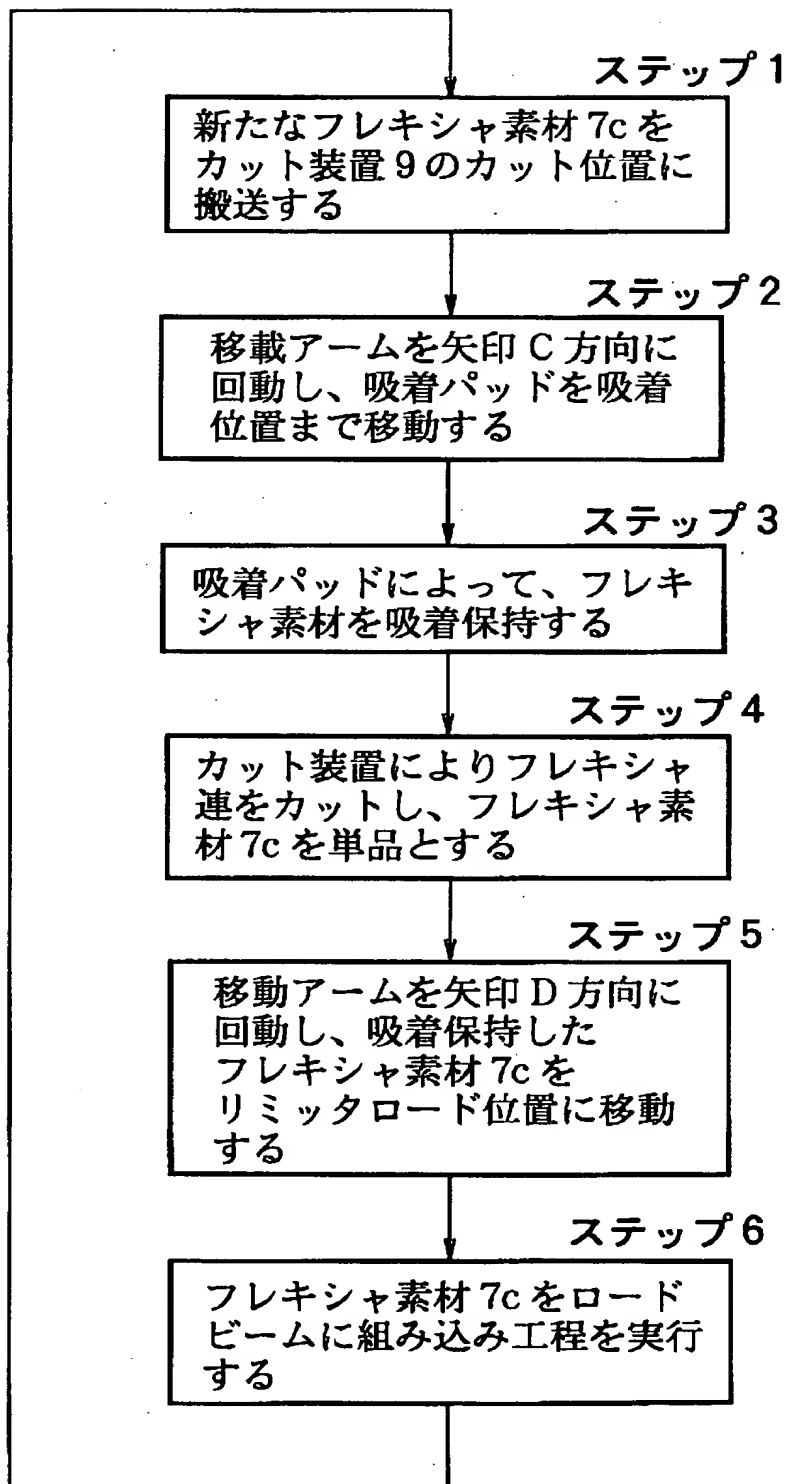 ステップ1
新たなフレキシャ素材7cを
カット装置9のカット位置に
搬送する
ステップ2
移載アームを矢印C方向に
回動し、吸着パッドを吸着
位置まで移動する
ステップ3
吸着パッドによって、フレキ
シャ素材を吸着保持する
ステップ4
カット装置によりフレキシャ
連をカットし、フレキシャ素
材7cを単品とする
ステップ5
移動アームを矢印D方向に
回動し、吸着保持した
フレキシャ素材7cを
リミッタロード位置に移動
する
ステップ6
フレキシャ素材7cをロード
ビームに組み込み工程を実行
する